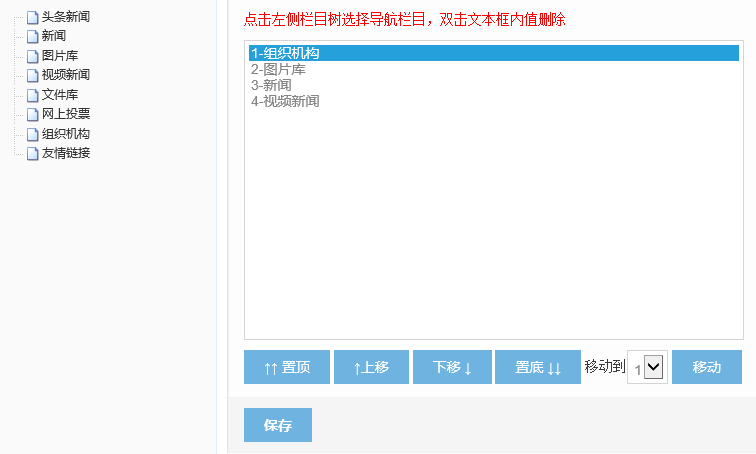 头条新闻
新闻
图片库
视频新闻
文件库
网上投票
组织机构
友情链接
点击左侧栏目树选择导航栏目，双击文本框内值删除
1-组织机构
2-图片库
3-新闻
4-视频新闻
↑↑ 置顶 ↑上移 下移 ↓ 置底 ↓↓ 移动到 1 移动
保存